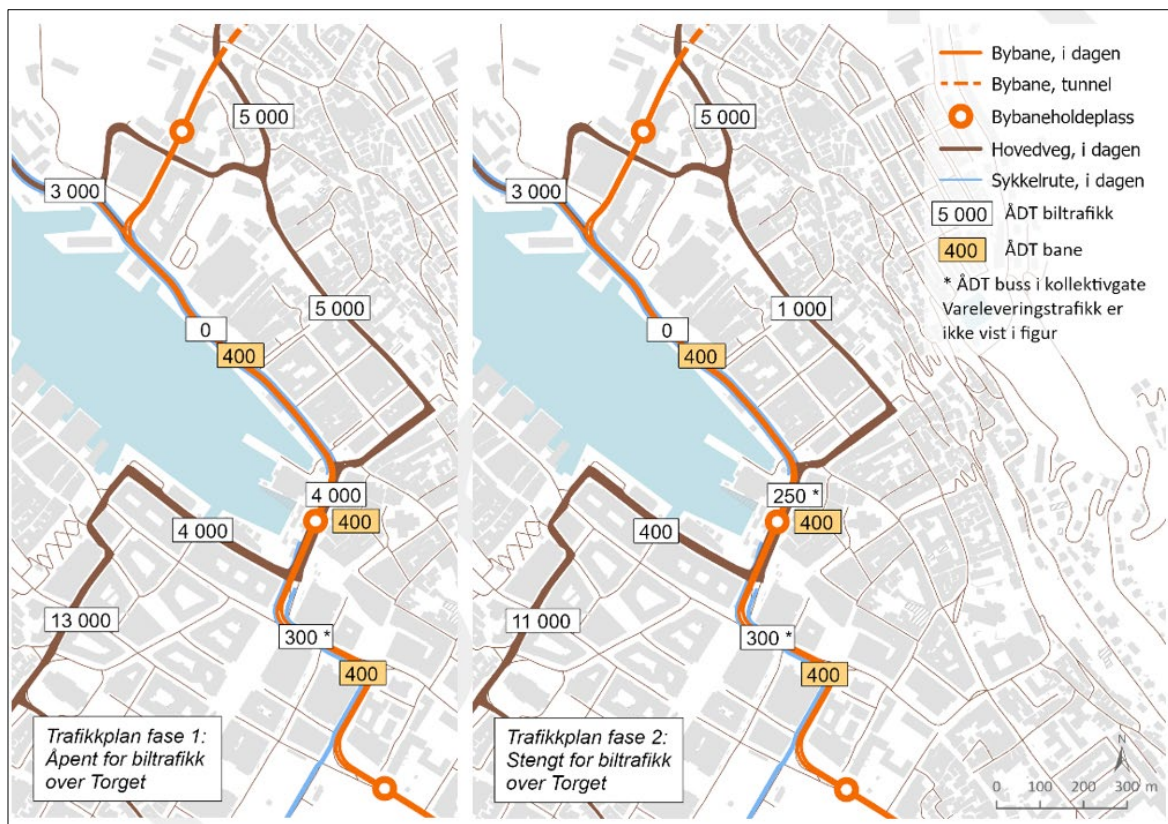 5 000
3 000
5 000
0
400
4 000
400
4 000
13 000
300 *
400
Trafikkplan fase 1:
Åpent for biltrafikk
over Torget
5 000
3 000
1 000
0
400
250 *
400
400
11 000
300 *
400
Trafikkplan fase 2:
Stengt for biltrafikk
over Torget
Bybane, i dagen
Bybane, tunnel
Bybaneholdeplass
Hovedveg, i dagen
Sykkelrute, i dagen
5 000 ÅDT biltrafikk
400 ÅDT bane
* ÅDT buss i kollektivgate
Vareleveringstrafikk er
ikke vist i figur
N
0 100 200 300 m